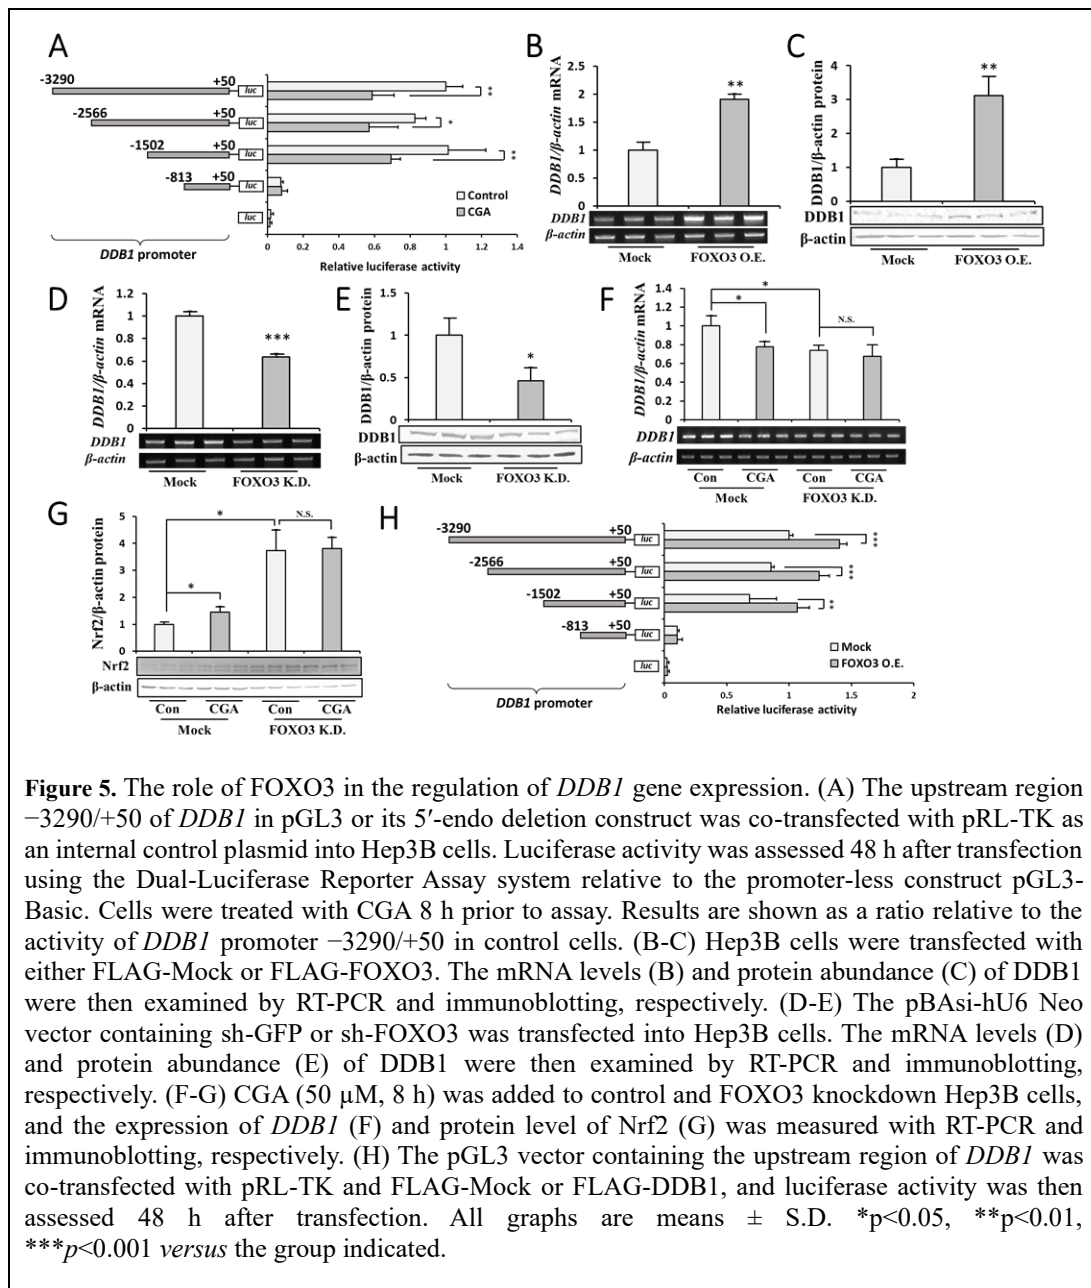 A
-3290
+50
luc
**
-2566
+50
luc
*
-1502
+50
luc
**
-813
+50
luc
luc
Control
CGA
0
0.2
0.4
0.6
0.8
1
1.2
1.4
DDB1 promoter
Relative luciferase activity
B
DDB1/β-actin mRNA
2.5
2
1.5
1
0.5
0
**
DDB1
β-actin
Mock
FOXO3 O.E.
C
DDB1/β-actin protein
4
3
2
1
0
**
DDB1
β-actin
Mock
FOXO3 O.E.
D
DDB1/β-actin mRNA
1.2
1
0.8
0.6
0.4
0.2
0
***
DDB1
β-actin
Mock
FOXO3 K.D.
E
DDB1/β-actin protein
1.5
1
0.5
0
*
DDB1
β-actin
Mock
FOXO3 K.D.
F
DDB1/β-actin mRNA
1.4
1.2
1
0.8
0.6
0.4
0.2
0
*
*
N.S.
DDB1
β-actin
Con
CGA
Con
CGA
Mock
FOXO3 K.D.
G
Nrf2/β-actin protein
5
4
3
2
1
0
*
*
N.S.
Nrf2
β-actin
Con
CGA
Con
CGA
Mock
FOXO3 K.D.
H
-3290
+50
luc
***
-2566
+50
luc
***
-1502
+50
luc
**
-813
+50
luc
luc
Mock
FOXO3 O.E.
0
0.5
1
1.5
2
DDB1 promoter
Relative luciferase activity
Figure 5. The role of FOXO3 in the regulation of DDB1 gene expression. (A) The upstream region
−3290/+50 of DDB1 in pGL3 or its 5′-endo deletion construct was co-transfected with pRL-TK as
an internal control plasmid into Hep3B cells. Luciferase activity was assessed 48 h after transfection
using the Dual-Luciferase Reporter Assay system relative to the promoter-less construct pGL3-
Basic. Cells were treated with CGA 8 h prior to assay. Results are shown as a ratio relative to the
activity of DDB1 promoter −3290/+50 in control cells. (B-C) Hep3B cells were transfected with
either FLAG-Mock or FLAG-FOXO3. The mRNA levels (B) and protein abundance (C) of DDB1
were then examined by RT-PCR and immunoblotting, respectively. (D-E) The pBAsi-hU6 Neo
vector containing sh-GFP or sh-FOXO3 was transfected into Hep3B cells. The mRNA levels (D)
and protein abundance (E) of DDB1 were then examined by RT-PCR and immunoblotting,
respectively. (F-G) CGA (50 µM, 8 h) was added to control and FOXO3 knockdown Hep3B cells,
and the expression of DDB1 (F) and protein level of Nrf2 (G) was measured with RT-PCR and
immunoblotting, respectively. (H) The pGL3 vector containing the upstream region of DDB1 was
co-transfected with pRL-TK and FLAG-Mock or FLAG-DDB1, and luciferase activity was then
assessed 48 h after transfection. All graphs are means ± S.D. *p<0.05, **p<0.01,
***p<0.001 versus the group indicated.